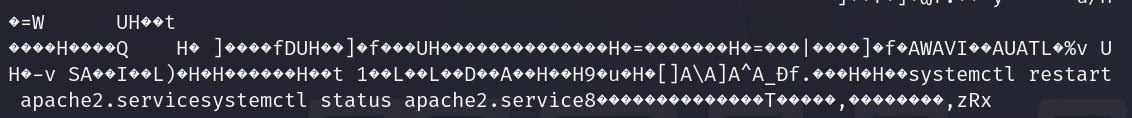 �=W UH��t
����H����Q H� ]����fDUH��]�f���UH�����������������H�=�������H�=���|����]�f�AWAVI��AUATL�%v U
H�-v SA��I��L)�H�H������H��t 1��L��L��D��A��H��H9�u�H�[]A\A]A^A_Ðf.���H�H��systemctl restart
apache2.servicesystemctl status apache2.service8��������������T�����,��������,zRx